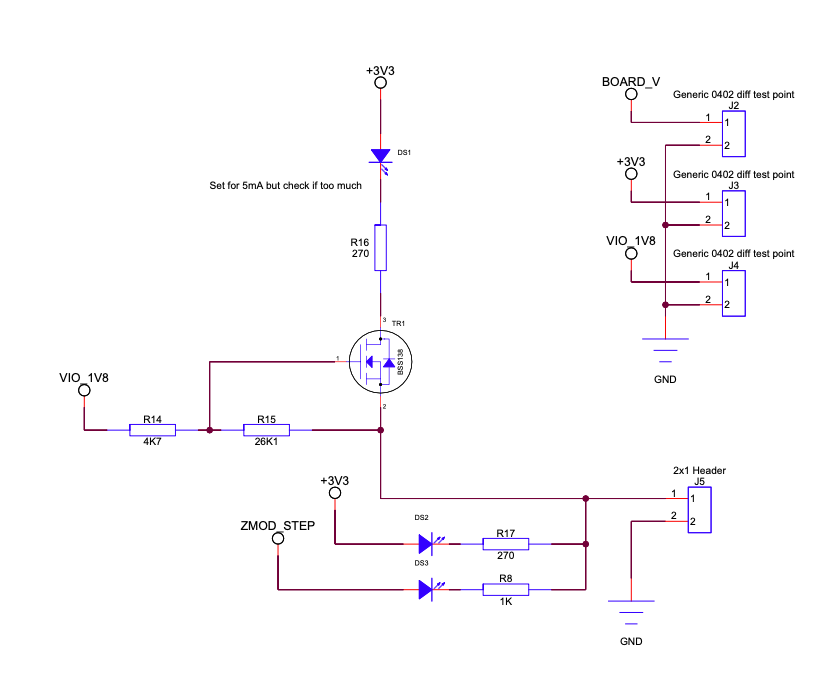 +3V3
DS1
Set for 5mA but check if too much
R16
270
3
TR1
1
BSS138
2
VIO_1V8
R14
4K7
R15
26K1
BOARD_V
Generic 0402 diff test point
J2
1
1
2
2
+3V3
Generic 0402 diff test point
J3
1
1
2
2
VIO_1V8
Generic 0402 diff test point
J4
1
1
2
2
GND
+3V3
DS2
R17
270
ZMOD_STEP
DS3
R8
1K
2x1 Header
J5
1
1
2
2
GND